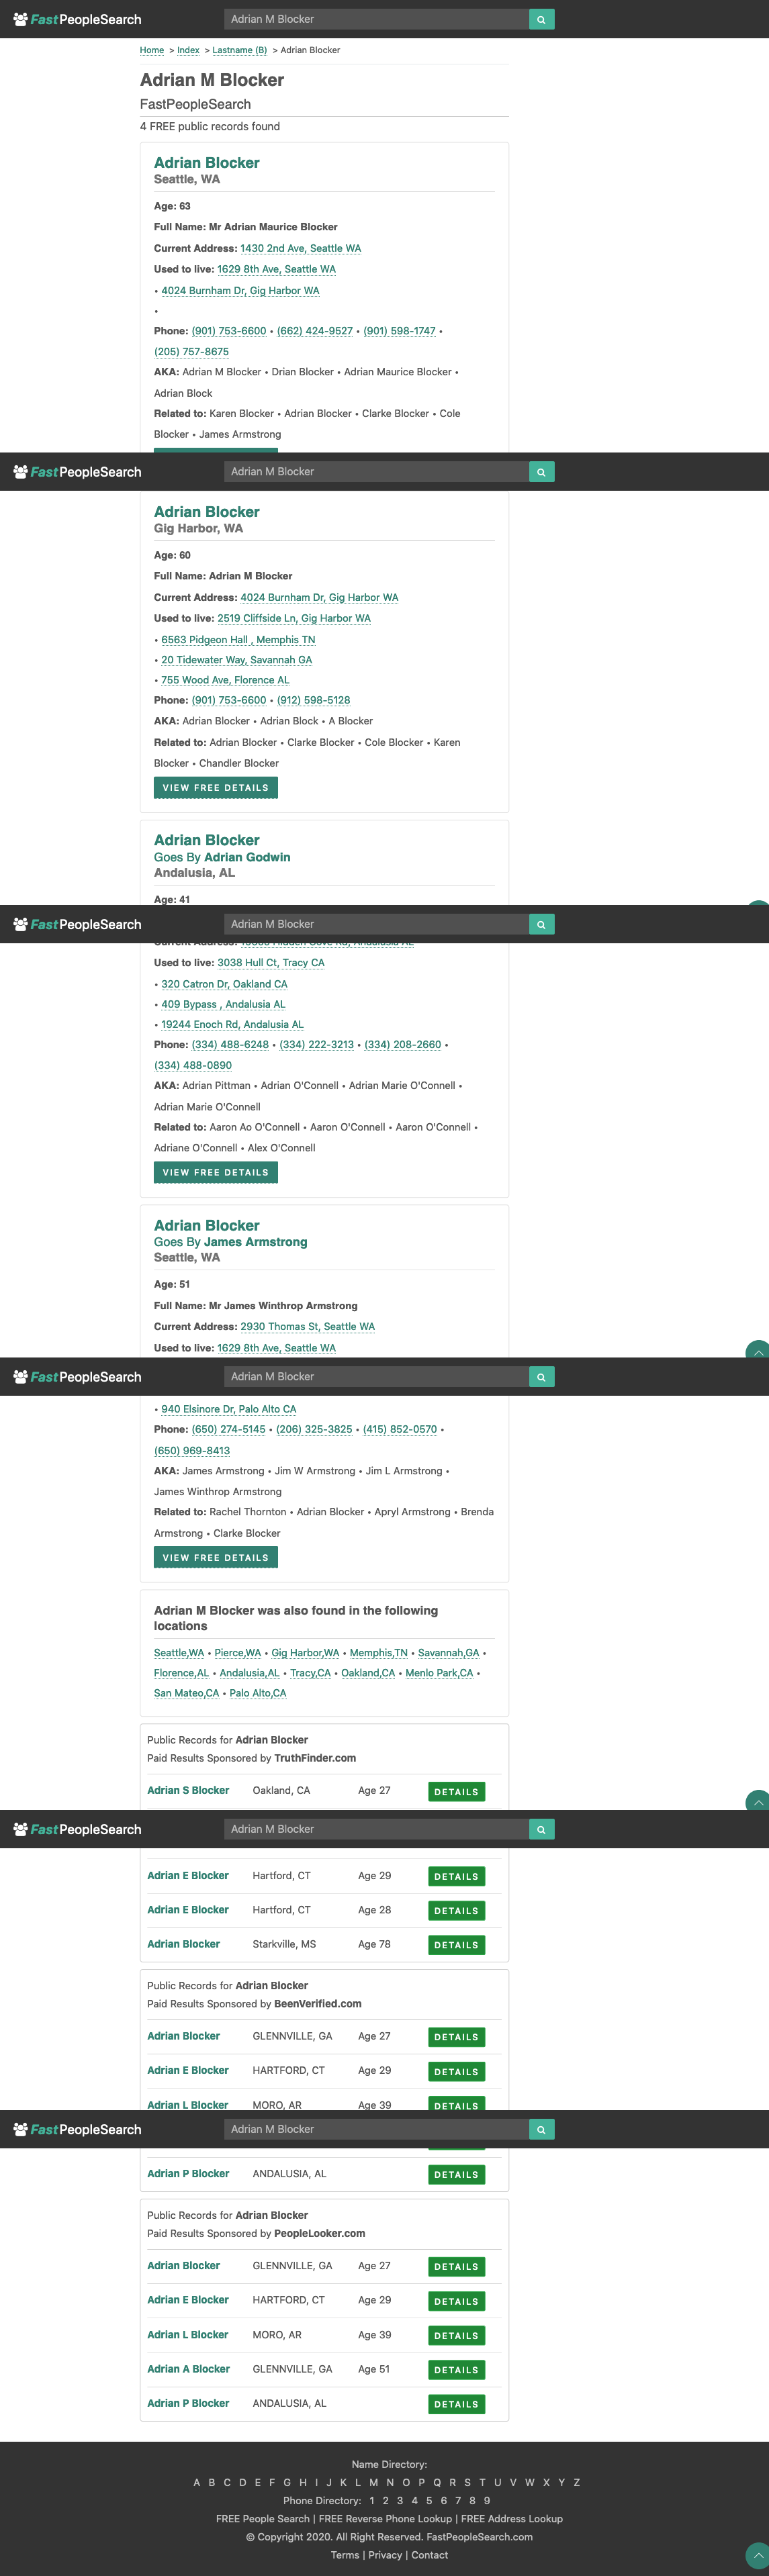 FastPeopleSearch
Adrian M Blocker
Home > Index > Lastname (B) > Adrian Blocker
Adrian M Blocker
FastPeopleSearch
4 FREE public records found
Adrian Blocker
Seattle, WA
Age: 63
Full Name: Mr Adrian Maurice Blocker
Current Address: 1430 2nd Ave, Seattle WA
Used to live: 1629 8th Ave, Seattle WA
• 4024 Burnham Dr, Gig Harbor WA
•
Phone: (901) 753-6600 • (662) 424-9527 • (901) 598-1747 •
(205) 757-8675
AKA: Adrian M Blocker • Drian Blocker • Adrian Maurice Blocker •
Adrian Block
Related to: Karen Blocker • Adrian Blocker • Clarke Blocker • Cole
Blocker • James Armstrong
FastPeopleSearch
Adrian M Blocker
Adrian Blocker
Gig Harbor, WA
Age: 60
Full Name: Adrian M Blocker
Current Address: 4024 Burnham Dr, Gig Harbor WA
Used to live: 2519 Cliffside Ln, Gig Harbor WA
• 6563 Pidgeon Hall , Memphis TN
• 20 Tidewater Way, Savannah GA
• 755 Wood Ave, Florence AL
Phone: (901) 753-6600 • (912) 598-5128
AKA: Adrian Blocker • Adrian Block • A Blocker
Related to: Adrian Blocker • Clarke Blocker • Cole Blocker • Karen
Blocker • Chandler Blocker
VIEW FREE DETAILS
Adrian Blocker
Goes By Adrian Godwin
Andalusia, AL
Age: 41
FastPeopleSearch
Adrian M Blocker
Used to live: 3038 Hull Ct, Tracy CA
• 320 Catron Dr, Oakland CA
• 409 Bypass , Andalusia AL
• 19244 Enoch Rd, Andalusia AL
Phone: (334) 488-6248 • (334) 222-3213 • (334) 208-2660 •
(334) 488-0890
AKA: Adrian Pittman • Adrian O'Connell • Adrian Marie O'Connell •
Adrian Marie O'Connell
Related to: Aaron Ao O'Connell • Aaron O'Connell • Aaron O'Connell •
Adriane O'Connell • Alex O'Connell
VIEW FREE DETAILS
Adrian Blocker
Goes By James Armstrong
Seattle, WA
Age: 51
Full Name: Mr James Winthrop Armstrong
Current Address: 2930 Thomas St, Seattle WA
Used to live: 1629 8th Ave, Seattle WA
FastPeopleSearch
Adrian M Blocker
• 940 Elsinore Dr, Palo Alto CA
Phone: (650) 274-5145 • (206) 325-3825 • (415) 852-0570 •
(650) 969-8413
AKA: James Armstrong • Jim W Armstrong • Jim L Armstrong •
James Winthrop Armstrong
Related to: Rachel Thornton • Adrian Blocker • Apryl Armstrong • Brenda
Armstrong • Clarke Blocker
VIEW FREE DETAILS
Adrian M Blocker was also found in the following
locations
Seattle,WA • Pierce,WA • Gig Harbor,WA • Memphis,TN • Savannah,GA •
Florence,AL • Andalusia,AL • Tracy,CA • Oakland,CA • Menlo Park,CA •
San Mateo,CA • Palo Alto,CA
Public Records for Adrian Blocker
Paid Results Sponsored by TruthFinder.com
Adrian S Blocker Oakland, CA Age 27 DETAILS
FastPeopleSearch
Adrian M Blocker
Adrian E Blocker Hartford, CT Age 29 DETAILS
Adrian E Blocker Hartford, CT Age 28 DETAILS
Adrian Blocker Starkville, MS Age 78 DETAILS
Public Records for Adrian Blocker
Paid Results Sponsored by BeenVerified.com
Adrian Blocker GLENNVILLE, GA Age 27 DETAILS
Adrian E Blocker HARTFORD, CT Age 29 DETAILS
Adrian L Blocker MORO, AR Age 39 DETAILS
FastPeopleSearch
Adrian M Blocker
Adrian P Blocker ANDALUSIA, AL DETAILS
Public Records for Adrian Blocker
Paid Results Sponsored by PeopleLooker.com
Adrian Blocker GLENNVILLE, GA Age 27 DETAILS
Adrian E Blocker HARTFORD, CT Age 29 DETAILS
Adrian L Blocker MORO, AR Age 39 DETAILS
Adrian A Blocker GLENNVILLE, GA Age 51 DETAILS
Adrian P Blocker ANDALUSIA, AL DETAILS
Name Directory:
A B C D E F G H I J K L M N O P Q R S T U V W X Y Z
Phone Directory: 1 2 3 4 5 6 7 8 9
FREE People Search | FREE Reverse Phone Lookup | FREE Address Lookup
© Copyright 2020. All Right Reserved. FastPeopleSearch.com
Terms | Privacy | Contact